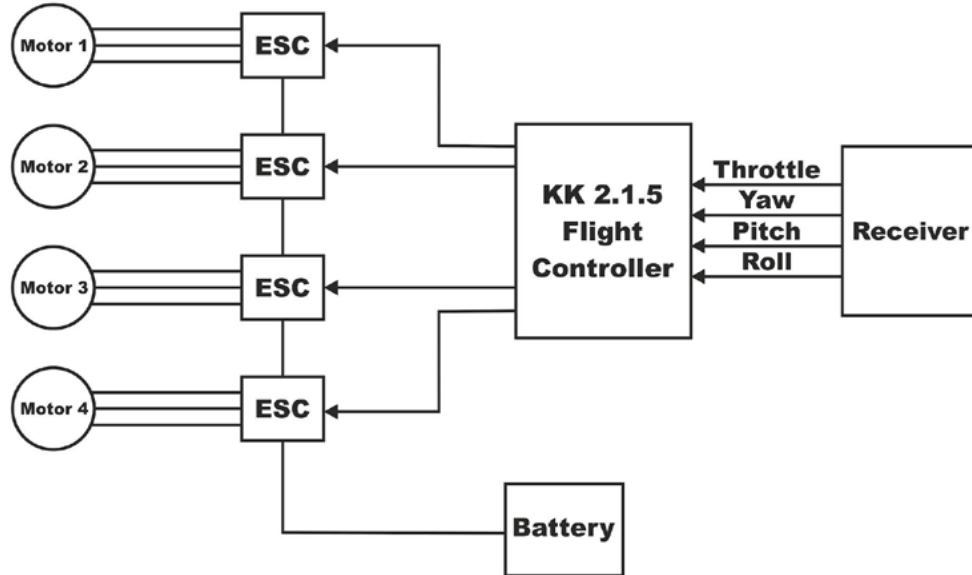 Motor 1
ESC
Motor 2
ESC
Motor 3
ESC
Motor 4
ESC
KK 2.1.5
Flight
Controller
Throttle
Yaw
Pitch
Roll
Receiver
Battery